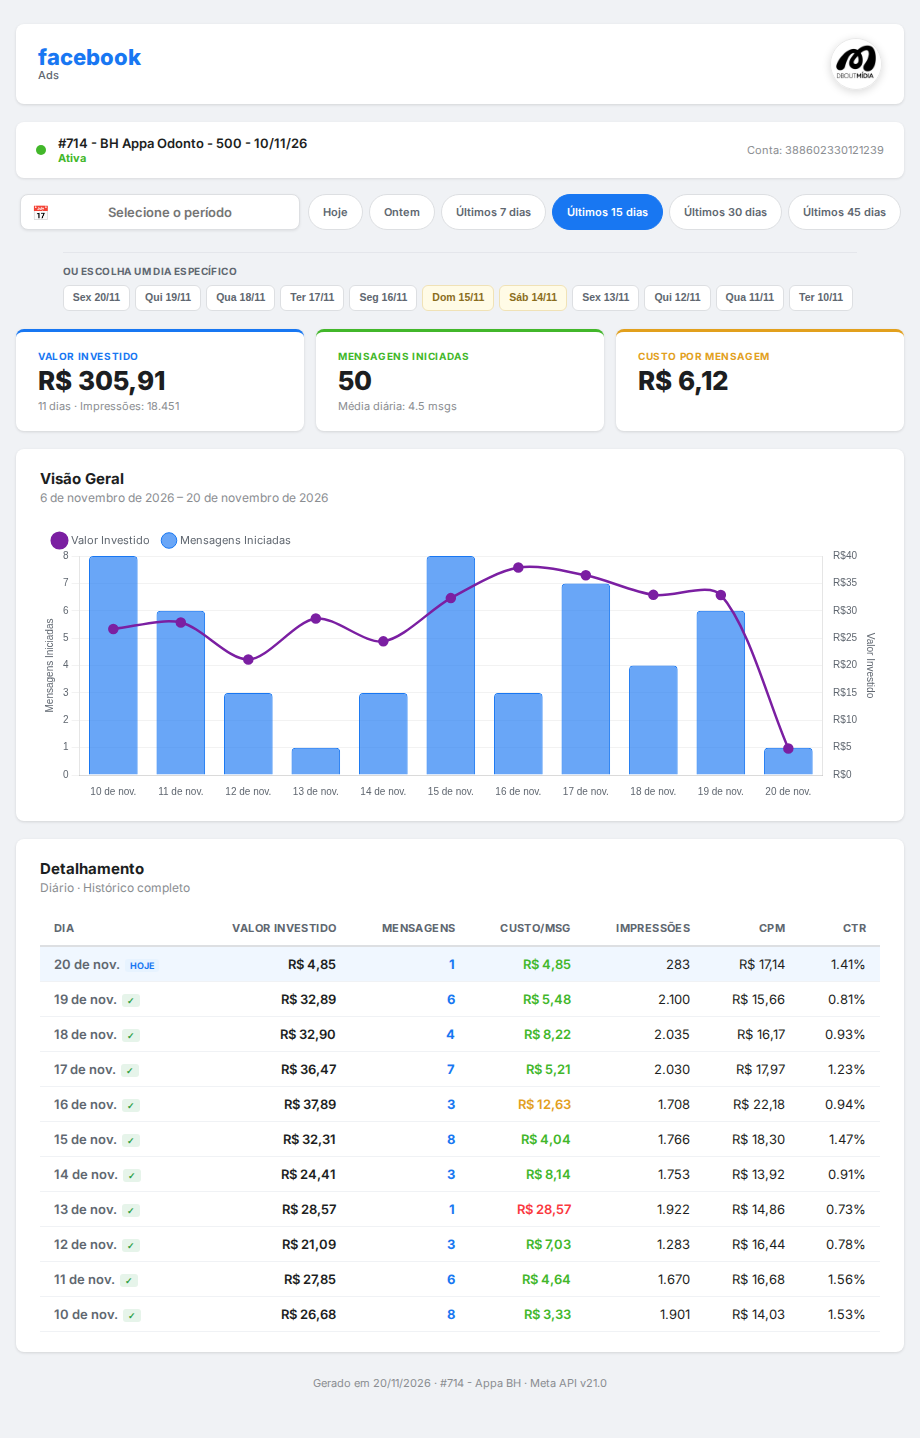 facebook
Ads
DBOUTMÍDIA
#714 - BH Appa Odonto - 500 - 10/11/26
Ativa
Conta: 388602330121239
📅 Selecione o período
Hoje
Ontem
Últimos 7 dias
Últimos 15 dias
Últimos 30 dias
Últimos 45 dias
OU ESCOLHA UM DIA ESPECÍFICO
Sex 20/11
Qui 19/11
Qua 18/11
Ter 17/11
Seg 16/11
Dom 15/11
Sáb 14/11
Sex 13/11
Qui 12/11
Qua 11/11
Ter 10/11
VALOR INVESTIDO
R$ 305,91
11 dias · Impressões: 18.451
MENSAGENS INICIADAS
50
Média diária: 4.5 msgs
CUSTO POR MENSAGEM
R$ 6,12
Visão Geral
6 de novembro de 2026 – 20 de novembro de 2026
Valor Investido
Mensagens Iniciadas
Mensagens Iniciadas
8
7
6
5
4
3
2
1
0
R$40
R$35
R$30
R$25
R$20
R$15
R$10
R$5
R$0
Valor Investido
10 de nov.
11 de nov.
12 de nov.
13 de nov.
14 de nov.
15 de nov.
16 de nov.
17 de nov.
18 de nov.
19 de nov.
20 de nov.
Detalhamento
Diário · Histórico completo
DIA VALOR INVESTIDO MENSAGENS CUSTO/MSG IMPRESSÕES CPM CTR
20 de nov. HOJE R$ 4,85 1 R$ 4,85 283 R$ 17,14 1.41%
19 de nov. ✓ R$ 32,89 6 R$ 5,48 2.100 R$ 15,66 0.81%
18 de nov. ✓ R$ 32,90 4 R$ 8,22 2.035 R$ 16,17 0.93%
17 de nov. ✓ R$ 36,47 7 R$ 5,21 2.030 R$ 17,97 1.23%
16 de nov. ✓ R$ 37,89 3 R$ 12,63 1.708 R$ 22,18 0.94%
15 de nov. ✓ R$ 32,31 8 R$ 4,04 1.766 R$ 18,30 1.47%
14 de nov. ✓ R$ 24,41 3 R$ 8,14 1.753 R$ 13,92 0.91%
13 de nov. ✓ R$ 28,57 1 R$ 28,57 1.922 R$ 14,86 0.73%
12 de nov. ✓ R$ 21,09 3 R$ 7,03 1.283 R$ 16,44 0.78%
11 de nov. ✓ R$ 27,85 6 R$ 4,64 1.670 R$ 16,68 1.56%
10 de nov. ✓ R$ 26,68 8 R$ 3,33 1.901 R$ 14,03 1.53%
Gerado em 20/11/2026 · #714 - Appa BH · Meta API v21.0